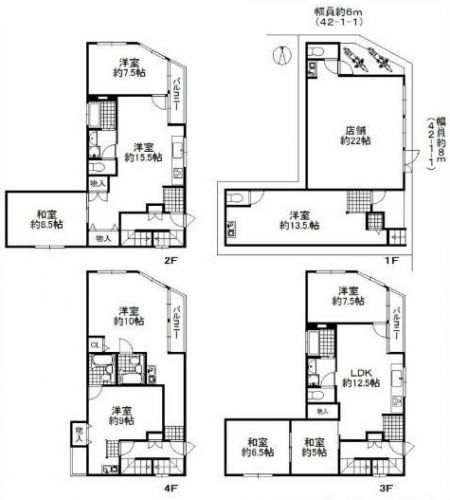 幅員約6m
(42-1-1)
洋室
約7.5帖
バルコニー
洋室
約15.5帖
物入
和室
約8.5帖
物入
2F
店舗
約22帖
幅員約8m
(42-1-1)
洋室
約13.5帖
1F
洋室
約10帖
バルコニー
CL
洋室
約9帖
物入
4F
洋室
約7.5帖
バルコニー
LDK
約12.5帖
物入
和室
約6.5帖
和室
約5帖
3F